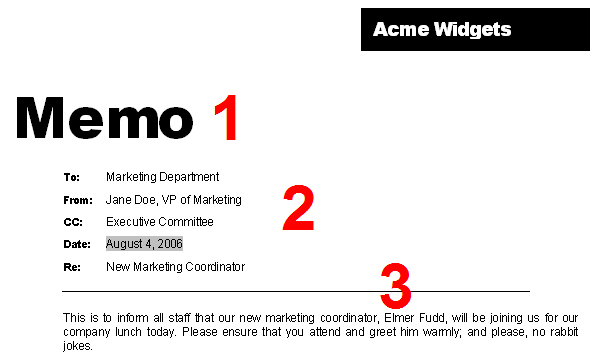 Acme Widgets
Memo 1
To: Marketing Department
From: Jane Doe, VP of Marketing
2
CC: Executive Committee
Date: August 4, 2006
Re: New Marketing Coordinator
3
This is to inform all staff that our new marketing coordinator, Elmer Fudd, will be joining us for our
company lunch today. Please ensure that you attend and greet him warmly; and please, no rabbit
jokes.